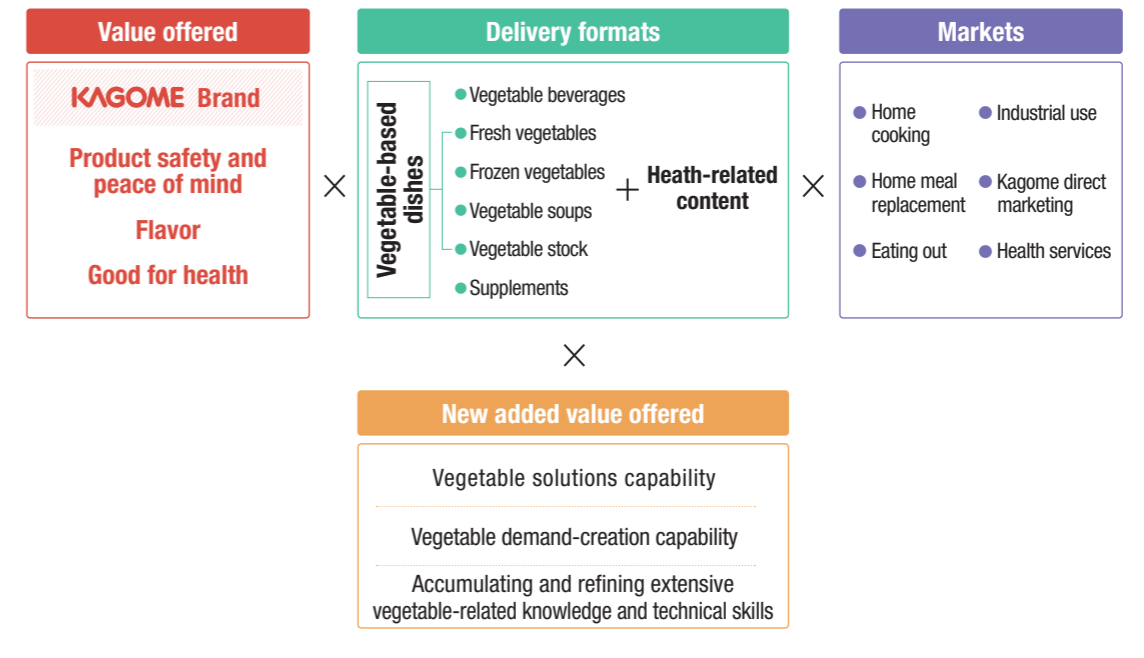 Value offered
KAGOME Brand
Product safety and
peace of mind
Flavor
Good for health
×
Delivery formats
Vegetable-based
dishes
Vegetable beverages
Fresh vegetables
Frozen vegetables
Vegetable soups
Vegetable stock
Supplements
+
Heath-related
content
×
Markets
Home
cooking
Industrial use
Home meal
replacement
Kagome direct
marketing
Eating out
Health services
×
New added value offered
Vegetable solutions capability
Vegetable demand-creation capability
Accumulating and refining extensive
vegetable-related knowledge and technical skills